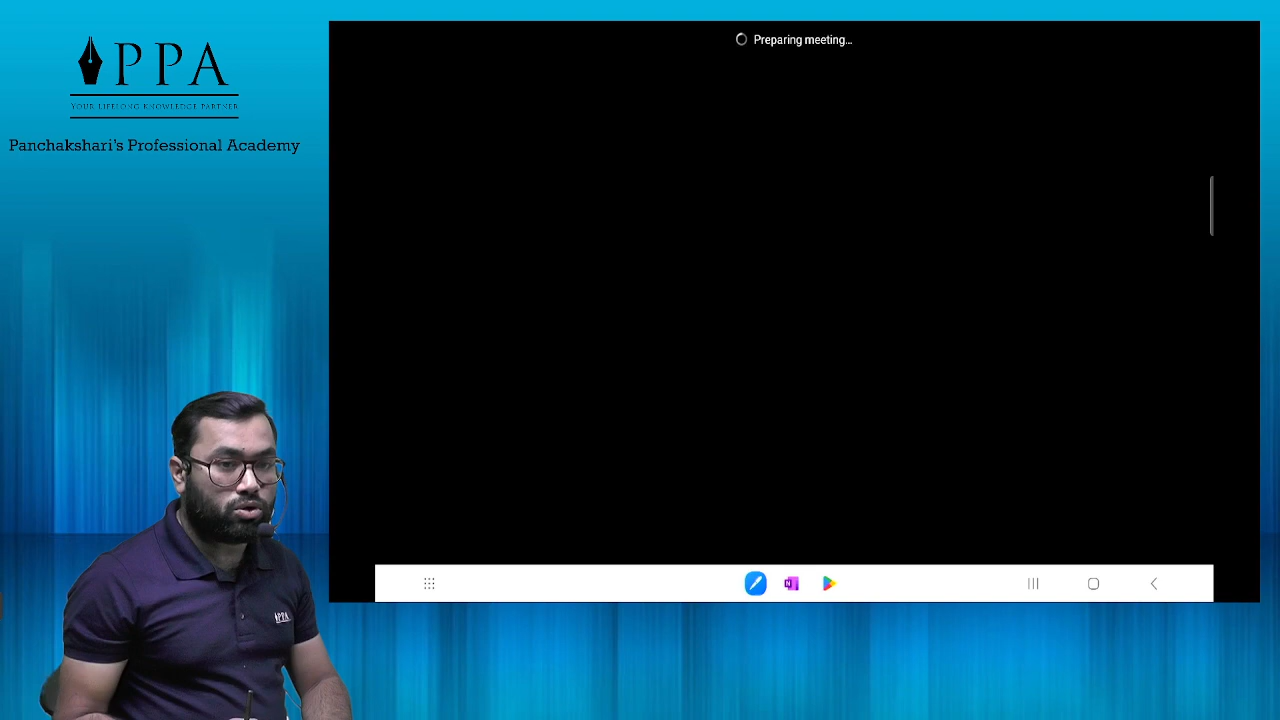 PPA
YOUR LIFELONG KNOWLEDGE PARTNER
Panchakshari's Professional Academy
Preparing meeting...
N
PPA